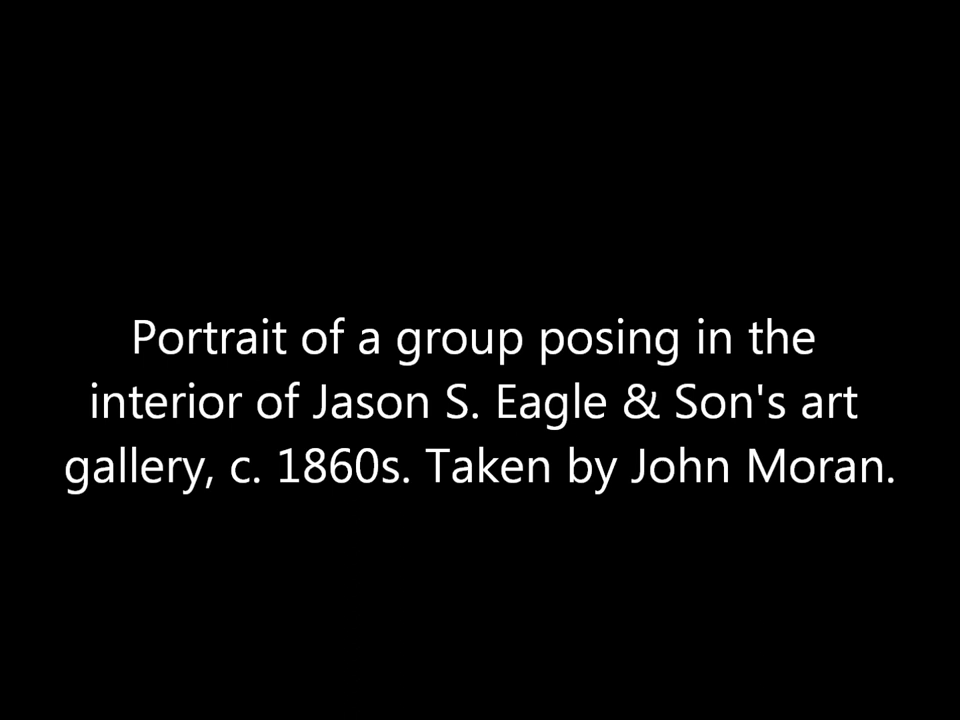 Portrait of a group posing in the
interior of Jason S. Eagle & Son's art
gallery, c. 1860s. Taken by John Moran.